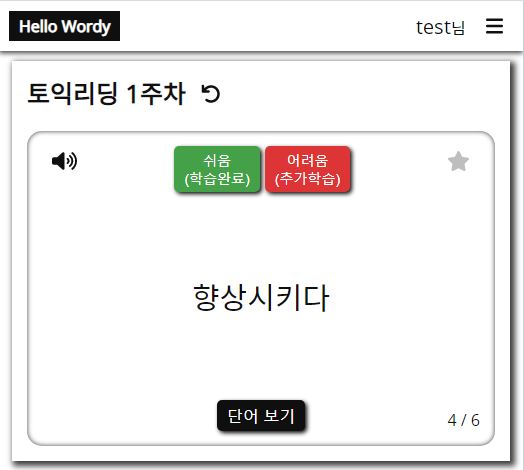 Hello Wordy
test님
토익리딩 1주차
쉬움
(학습완료)
어려움
(추가학습)
향상시키다
단어 보기
4 / 6